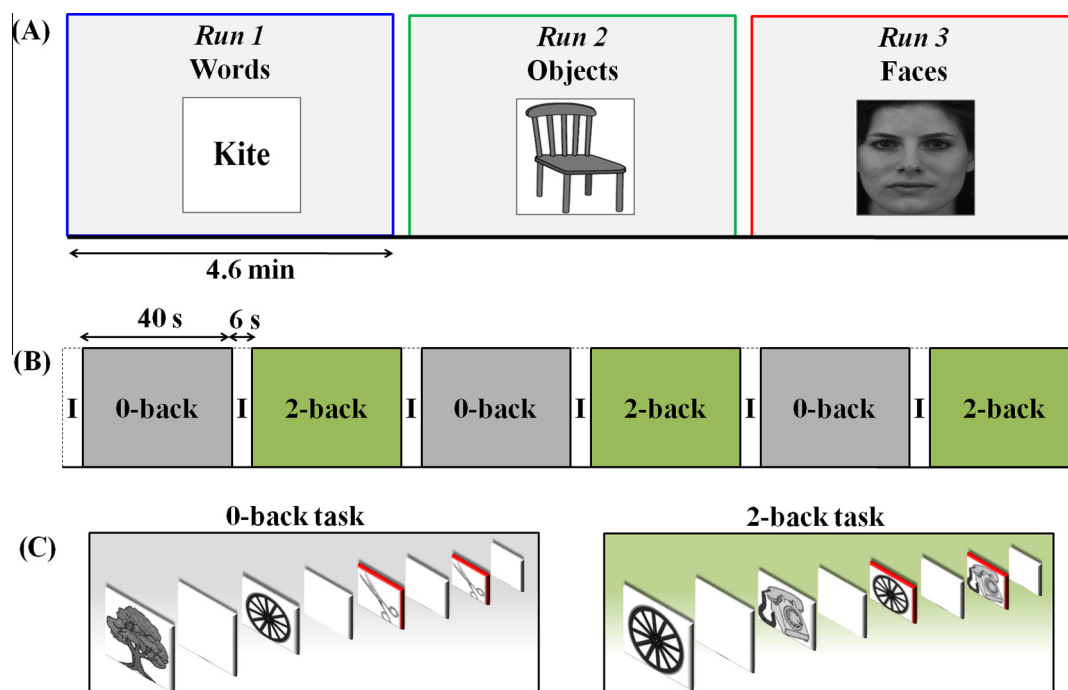 (A)
Run 1
Words
Kite
Run 2
Objects
Run 3
Faces
4.6 min
40 s
6 s
(B)
I
0-back
I
2-back
I
0-back
I
2-back
I
0-back
I
2-back
(C)
0-back task
2-back task